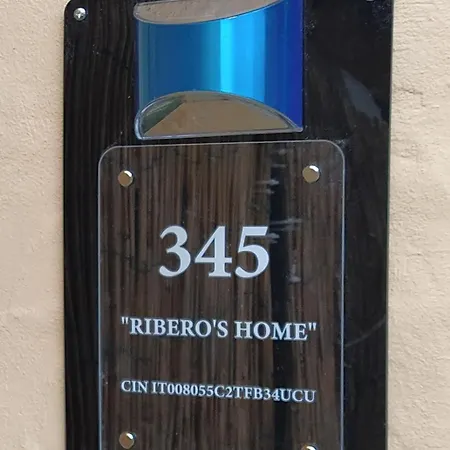 345
"RIBERO'S HOME"
CIN IT008055C2TFB34UCU